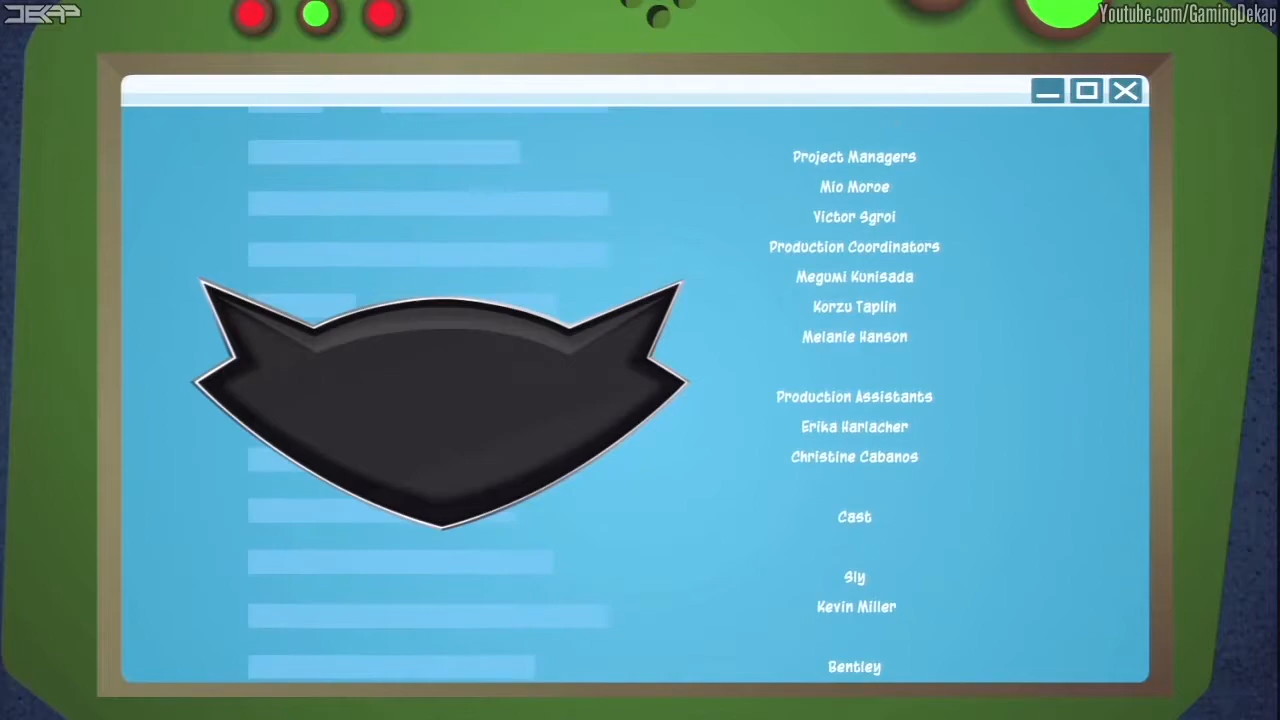 DEKAP
Youtube.com/GamingDekap
Project Managers
Mio Moroe
Victor Sgroi
Production Coordinators
Megumi Kunisada
Korzu Taplin
Melanie Hanson
Production Assistants
Erika Harlacher
Christine Cabanos
Cast
Sly
Kevin Miller
Bentley